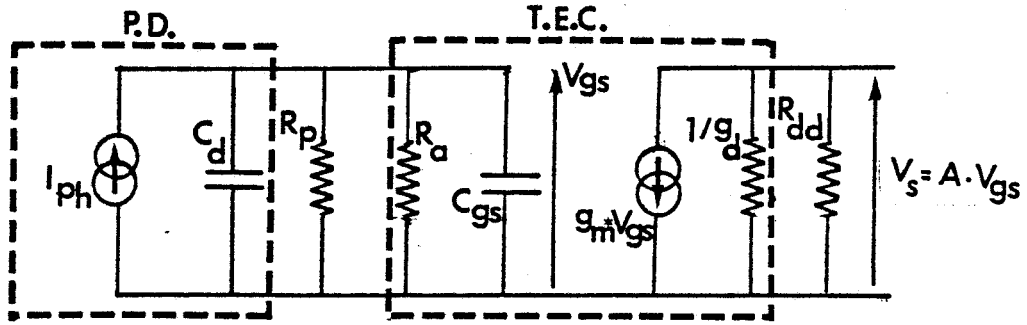 P.D.
T.E.C.
Iph
Cd
Rp
Ra
Cgs
Vgs
gm*Vgs
1/gd
Rdd
Vs = A·Vgs